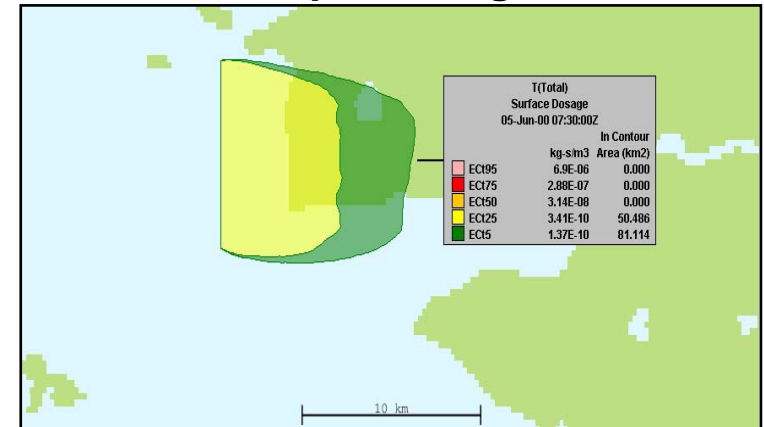 T(Total)
Surface Dosage
05-Jun-00 07:30:00Z
In Contour
kg-s/m3 Area (km2)
ECt95 6.9E-06 0.000
ECt75 2.88E-07 0.000
ECt50 3.14E-08 0.000
ECt25 3.41E-10 50.486
ECt5 1.37E-10 81.114
10 km